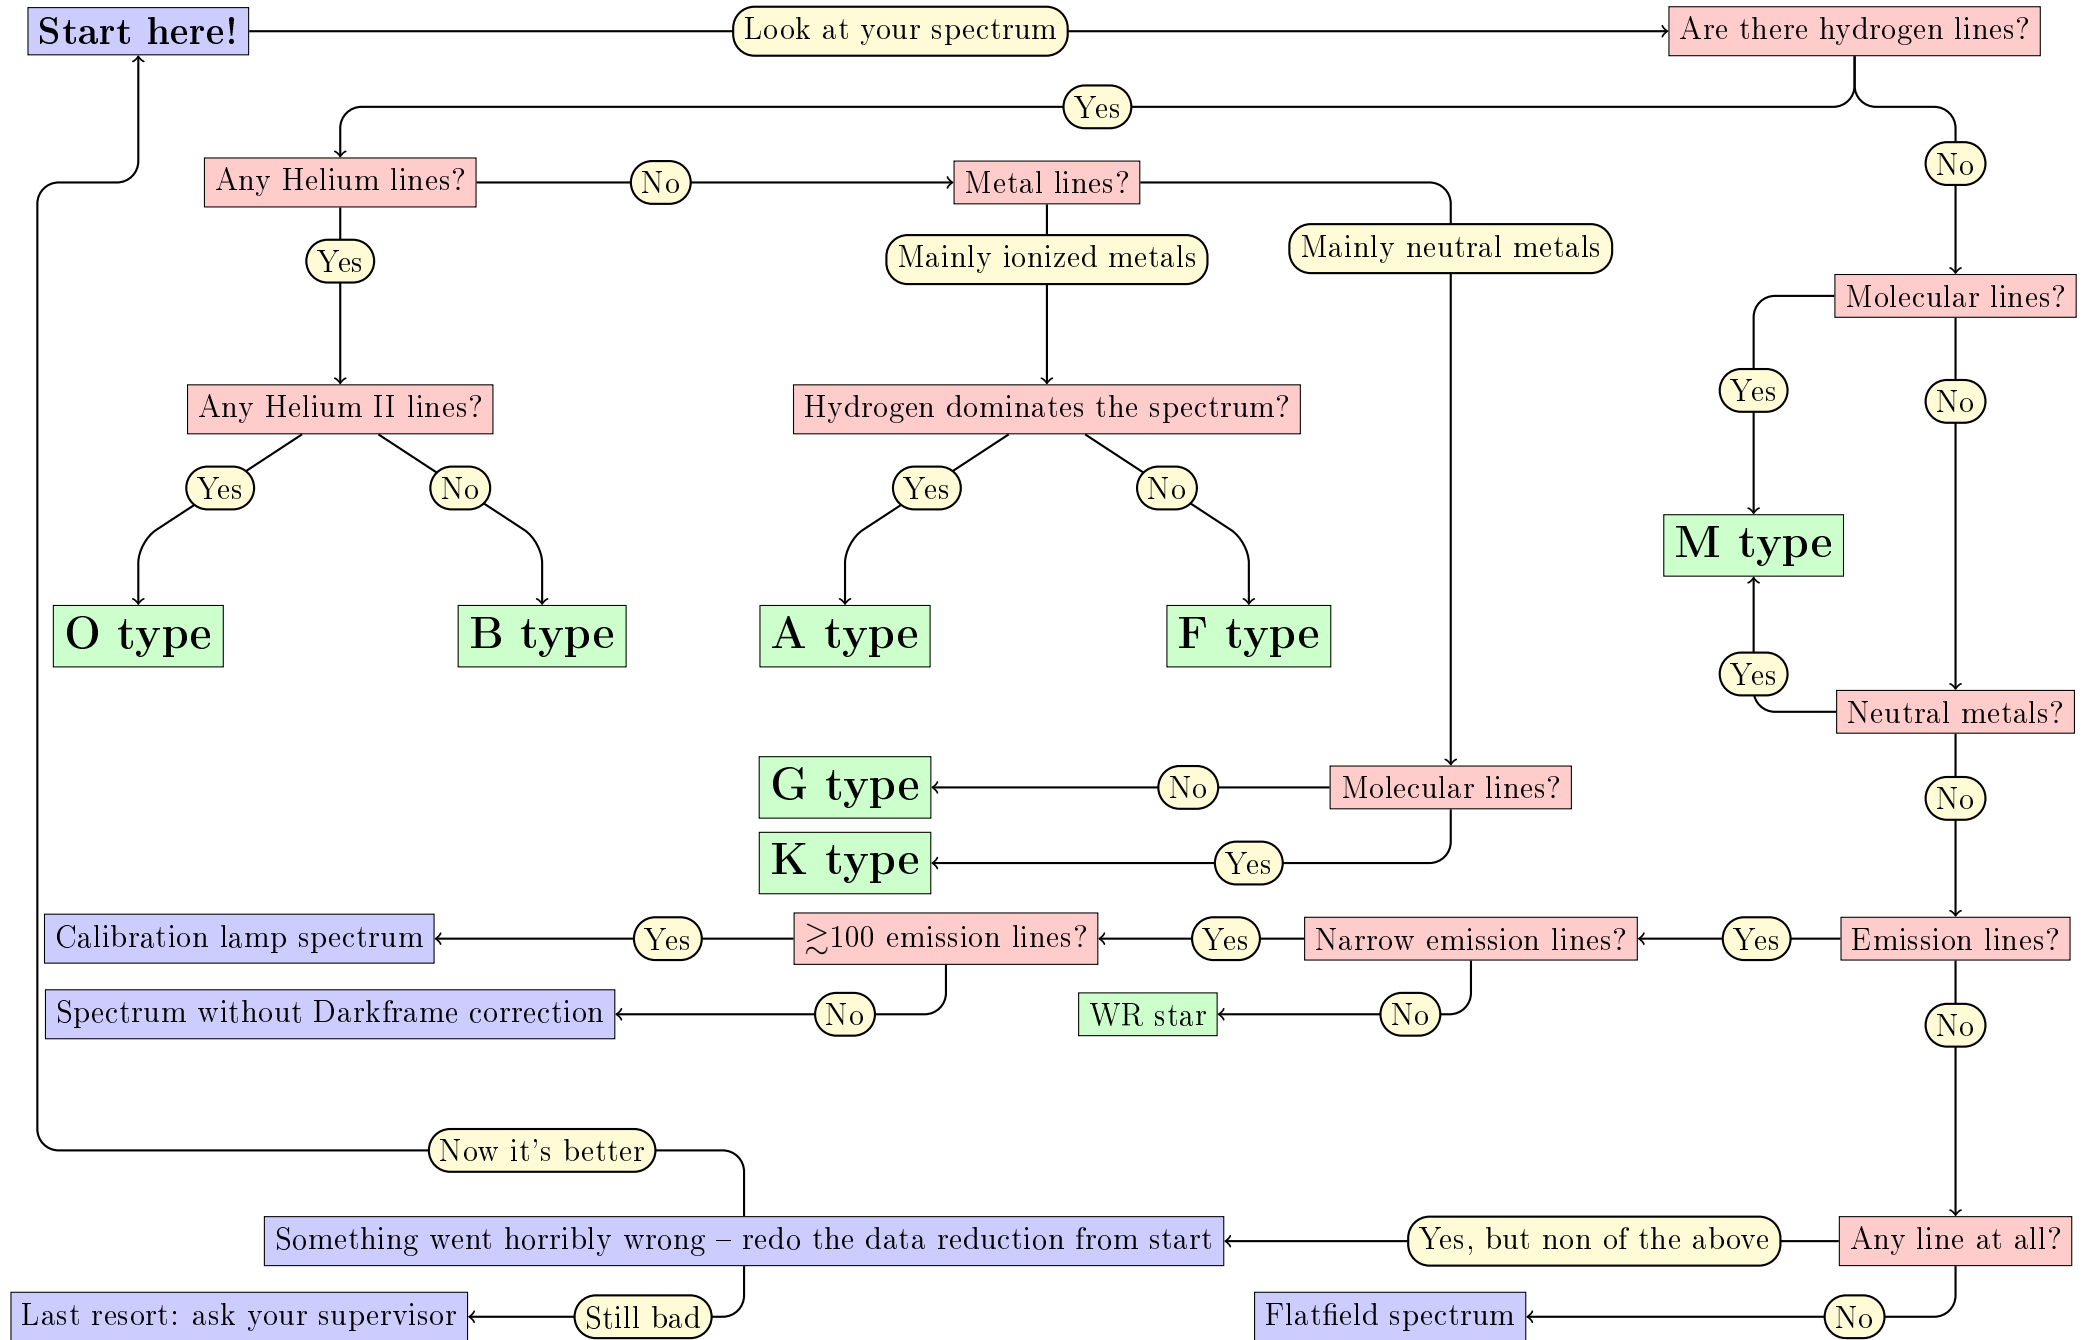 Start here!
Look at your spectrum
Are there hydrogen lines?
Yes
No
Any Helium lines?
No
Metal lines?
Yes
Mainly ionized metals
Mainly neutral metals
Molecular lines?
Yes
No
Any Helium II lines?
Hydrogen dominates the spectrum?
Yes
No
Yes
No
M type
O type
B type
A type
F type
Yes
Neutral metals?
G type
No
Molecular lines?
No
K type
Yes
Calibration lamp spectrum
Yes
≳100 emission lines?
Yes
Narrow emission lines?
Yes
Emission lines?
Spectrum without Darkframe correction
No
WR star
No
No
Now it's better
Something went horribly wrong – redo the data reduction from start
Yes, but non of the above
Any line at all?
Last resort: ask your supervisor
Still bad
Flatfield spectrum
No